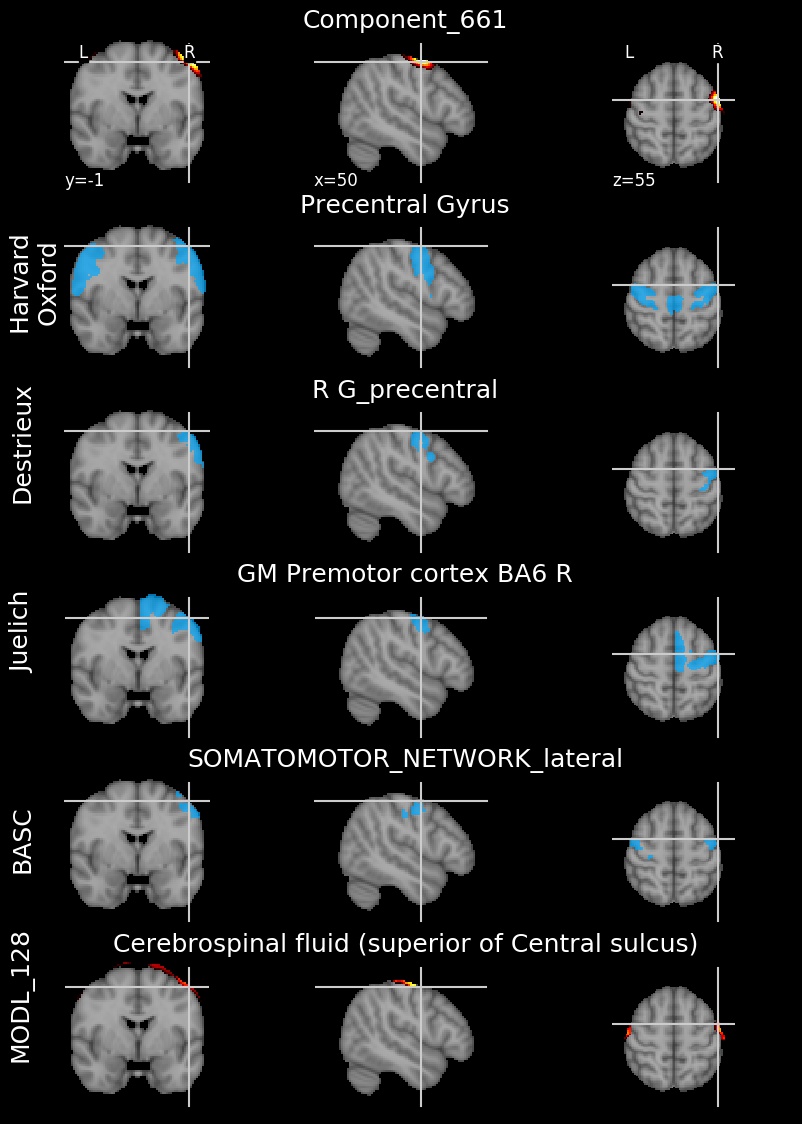 Component_661
L R
L R
y=-1
x=50
z=55
Precentral Gyrus
Harvard
Oxford
R G_precentral
Destrieux
GM Premotor cortex BA6 R
Juelich
SOMATOMOTOR_NETWORK_lateral
BASC
Cerebrospinal fluid (superior of Central sulcus)
MODL_128